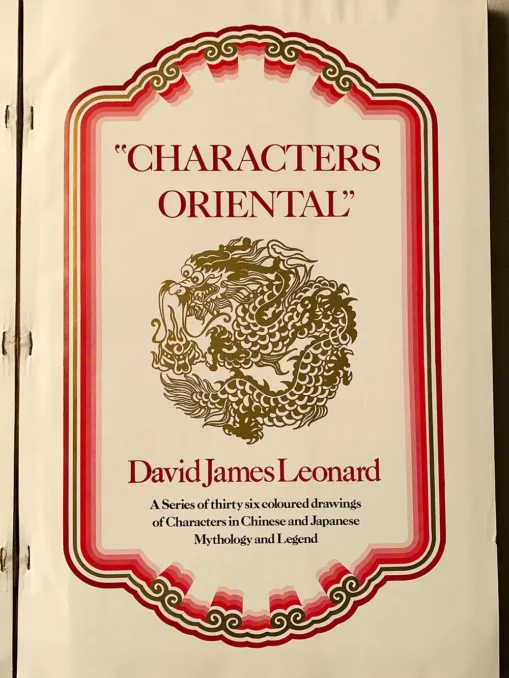 “CHARACTERS
ORIENTAL”
David James Leonard
A Series of thirty six coloured drawings
of Characters in Chinese and Japanese
Mythology and Legend